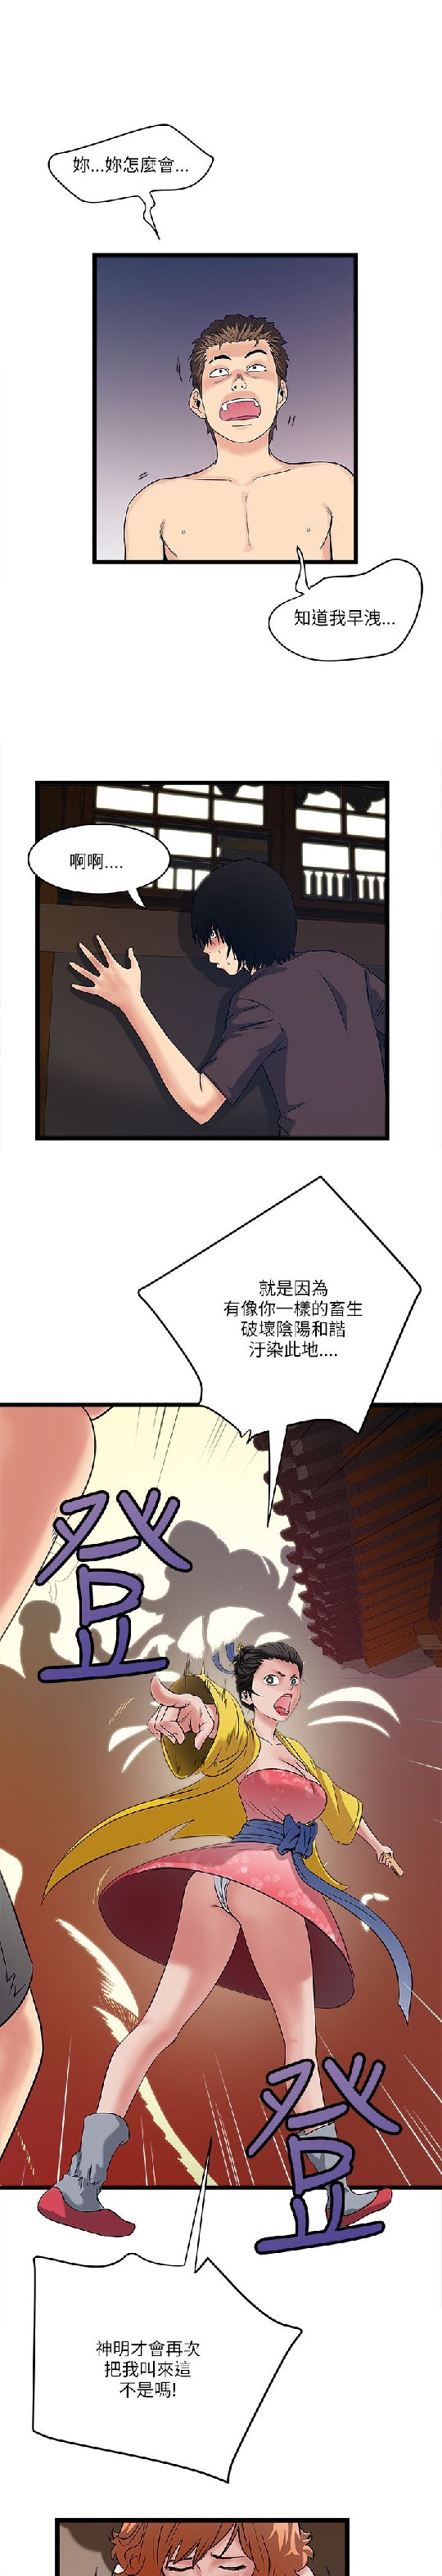 妳...妳怎麼會...
知道我早洩...
啊啊....
就是因為
有像你一樣的畜生
破壞陰陽和諧
汙染此地....
登
登
神明才會再次
把我叫來這
不是嗎!